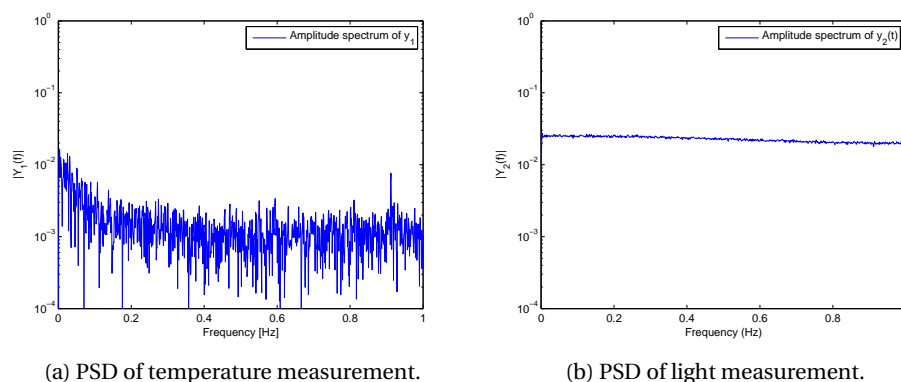 10^0
10^-1
10^-2
10^-3
10^-4
|Y_1(f)|
Amplitude spectrum of y_1
0 0.2 0.4 0.6 0.8 1
Frequency [Hz]
(a) PSD of temperature measurement.
10^0
10^-1
10^-2
10^-3
10^-4
|Y_2(f)|
Amplitude spectrum of y_2(t)
0 0.2 0.4 0.6 0.8
Frequency (Hz)
(b) PSD of light measurement.